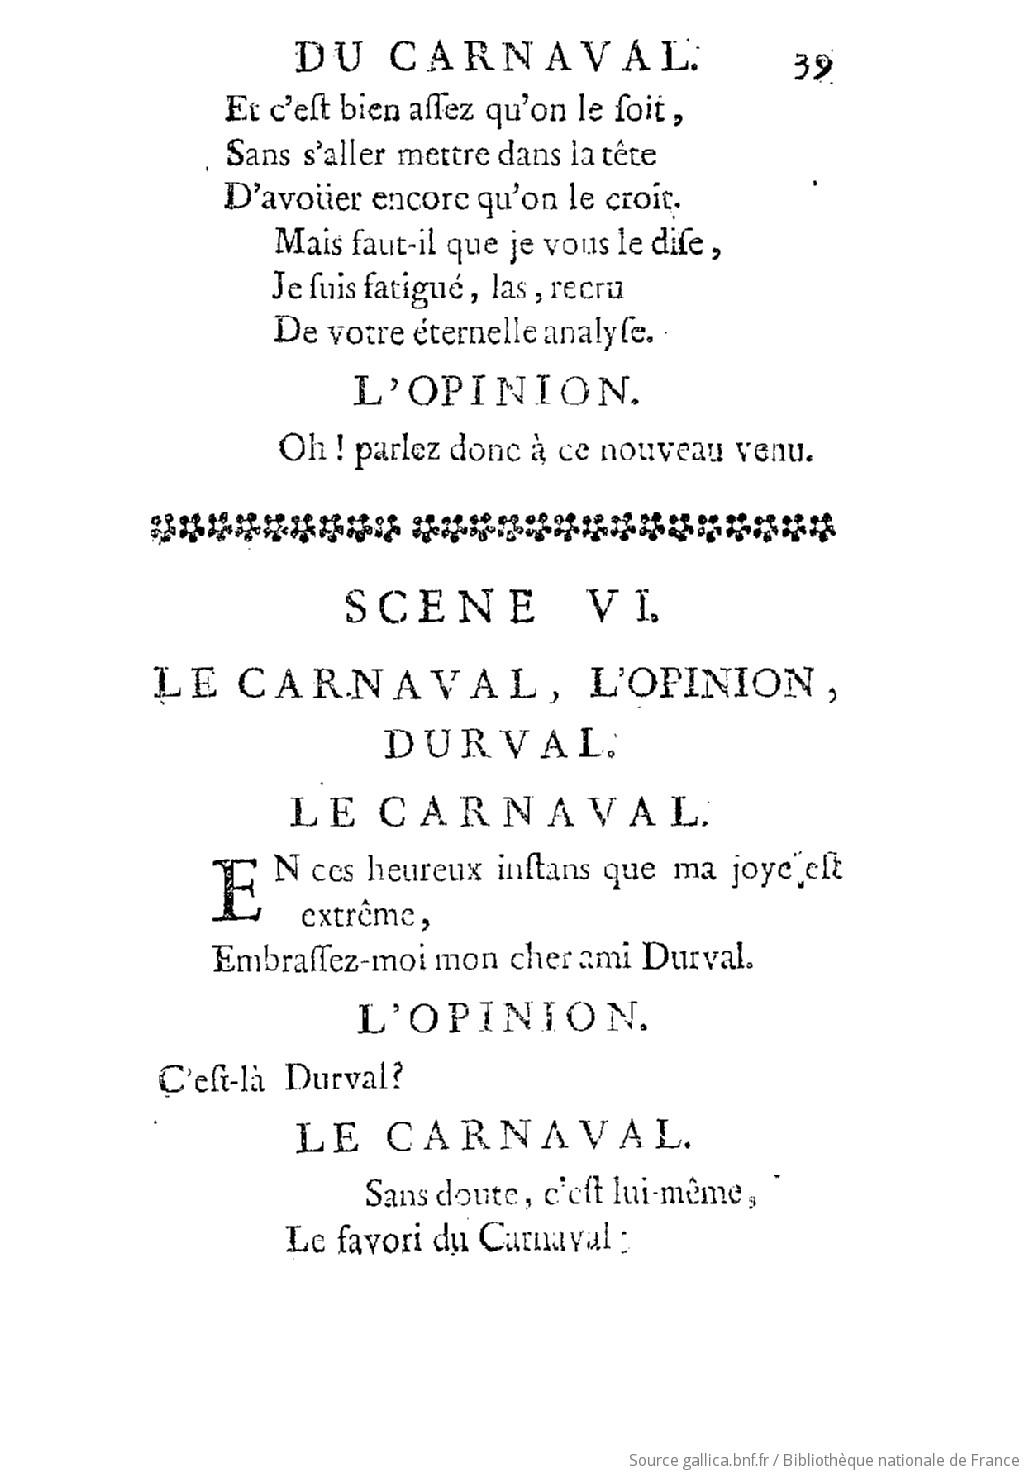 DU CARNAVAL. 39
Et c'eſt bien aſſez qu'on le ſoit,
Sans s'aller mettre dans la tête
D'avoüer encore qu'on le croit.
Mais faut-il que je vous le diſe,
Je ſuis fatigué, las, recru
De votre éternelle analyſe.
L'OPINION.
Oh! parlez donc à ce nouveau venu.
SCENE VI.
LE CARNAVAL, L'OPINION,
DURVAL.
LE CARNAVAL.
EN ces heureux inſtans que ma joye eſt
extrême,
Embraſſez-moi mon cher ami Durval.
L'OPINION.
C'eſt-là Durval?
LE CARNAVAL.
Sans doute, c'eſt lui-même,
Le favori du Carnaval;
Source gallica.bnf.fr / Bibliothèque nationale de France